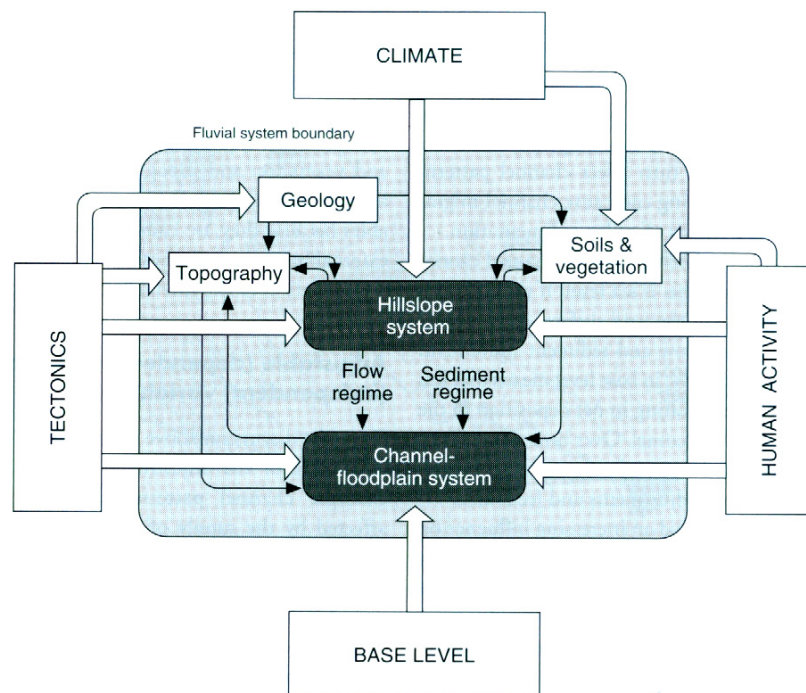 CLIMATE
Fluvial system boundary
Geology
Topography
Soils &
vegetation
Hillslope
system
Flow
regime
Sediment
regime
Channel-
floodplain system
TECTONICS
HUMAN ACTIVITY
BASE LEVEL